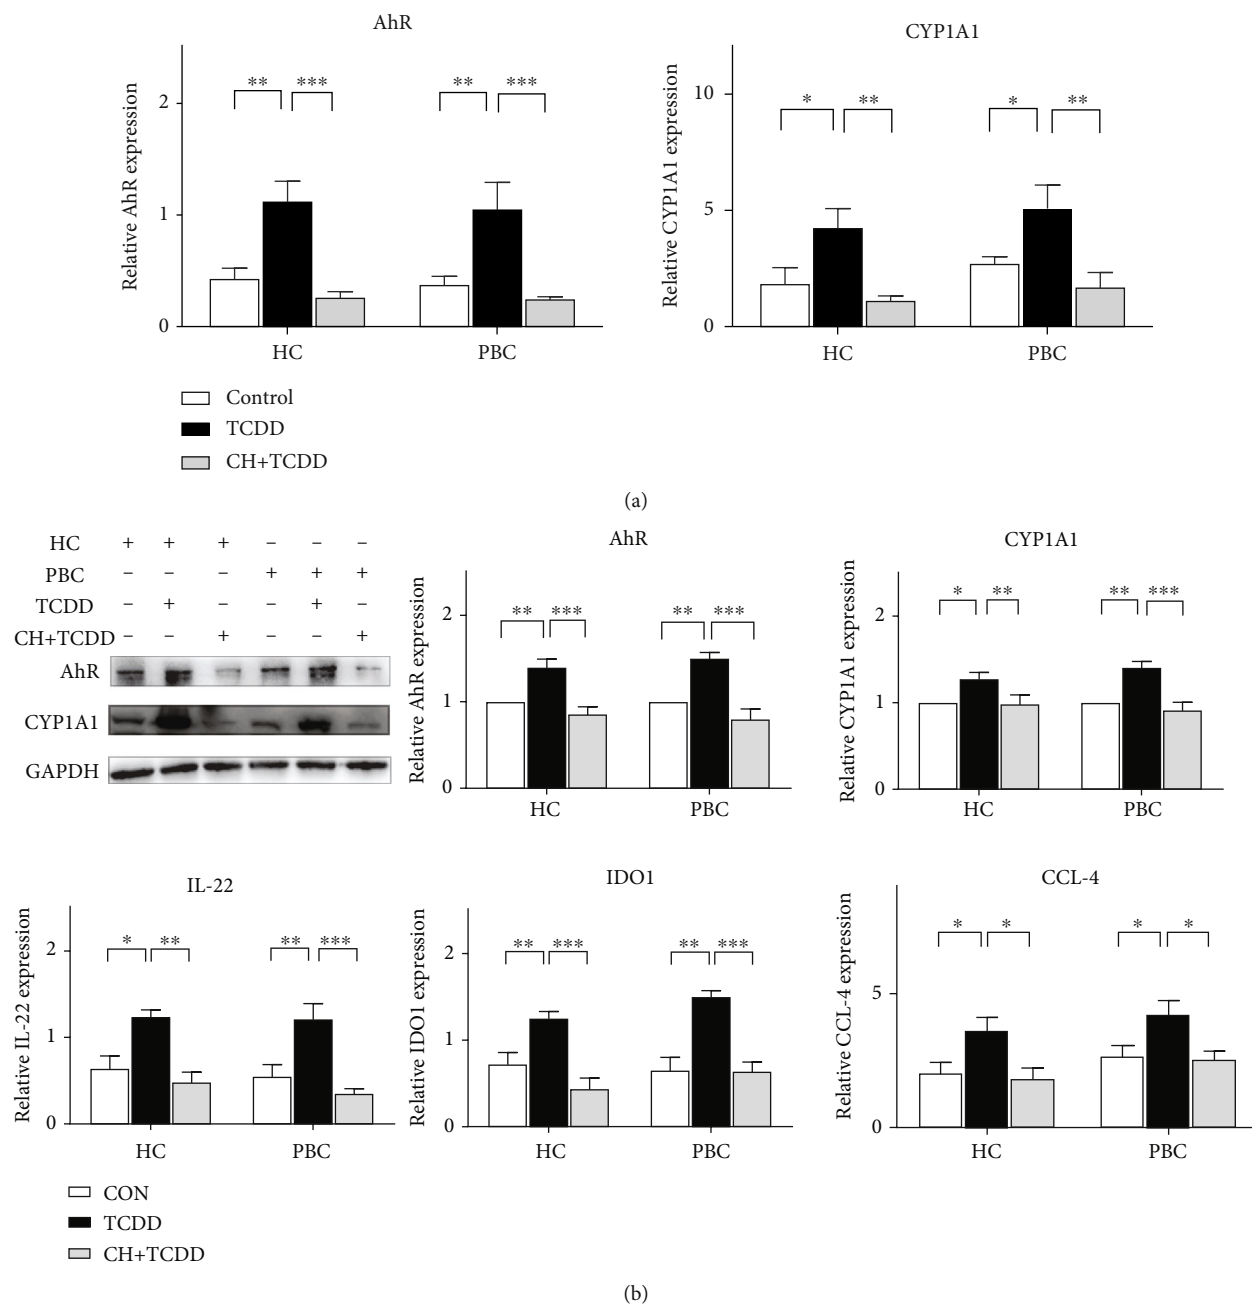 AhR
Relative AhR expression
2
1
0
** *** ** ***
HC PBC
CYP1A1
Relative CYP1A1 expression
10
5
0
* ** * **
HC PBC
Control
TCDD
CH+TCDD
(a)
HC + + + – – –
PBC – – – + + +
TCDD – + – – + –
CH+TCDD – – + – – +
AhR
CYP1A1
GAPDH
AhR
Relative AhR expression
2
1
0
** *** ** ***
HC PBC
CYP1A1
Relative CYP1A1 expression
2
1
0
* ** ** ***
HC PBC
IL-22
Relative IL-22 expression
2
1
0
* ** ** ***
HC PBC
IDO1
Relative IDO1 expression
2
1
0
** *** ** ***
HC PBC
CCL-4
Relative CCL-4 expression
5
0
* * * *
HC PBC
CON
TCDD
CH+TCDD
(b)